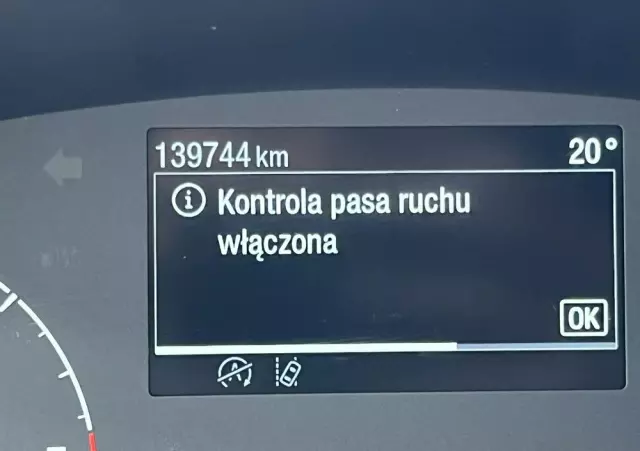 139744 km 20°
Kontrola pasa ruchu
włączona
OK